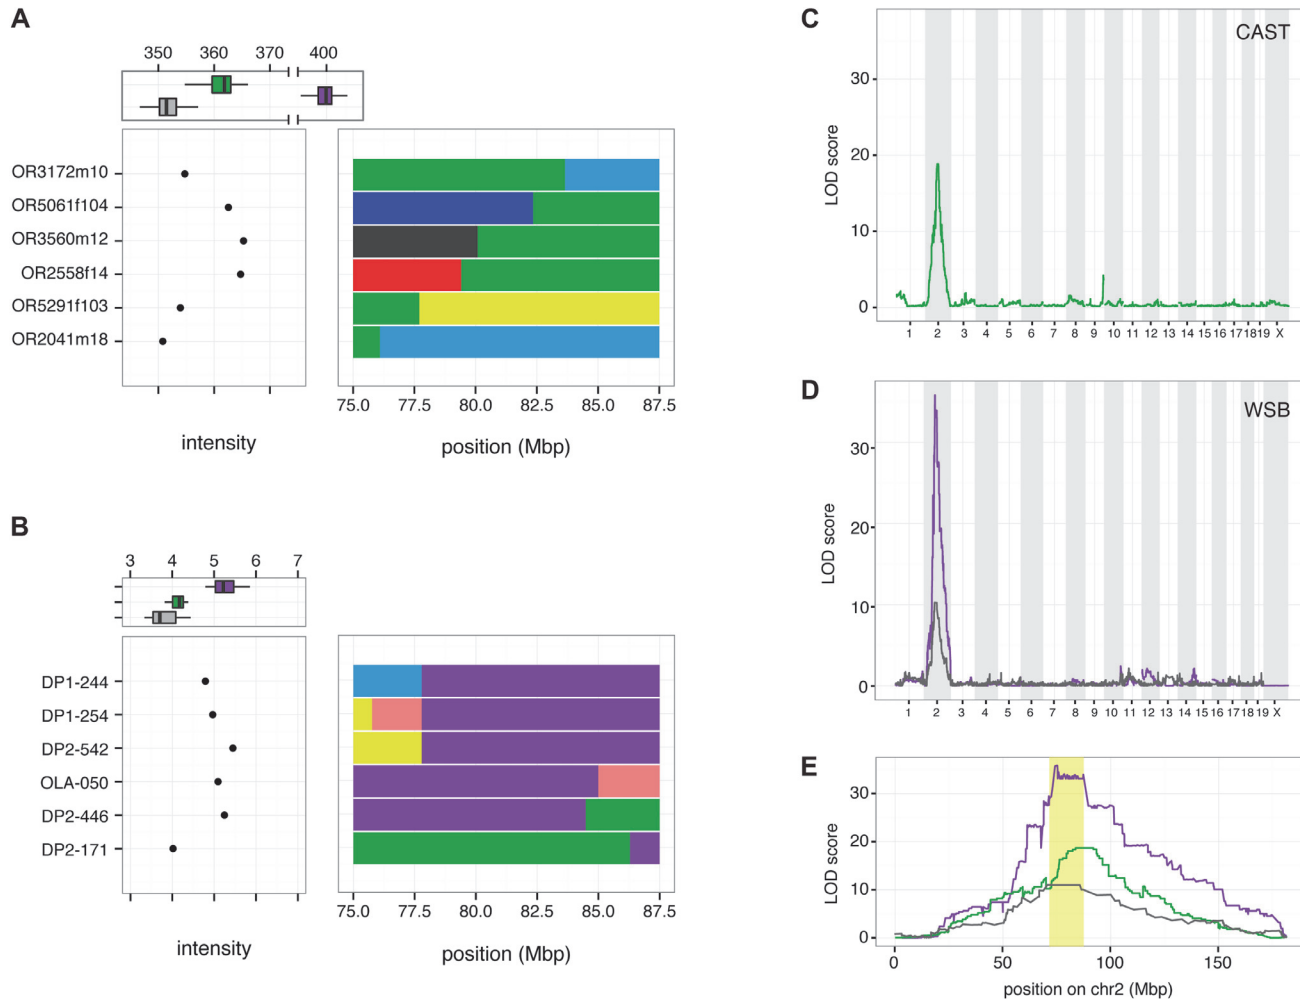 A
350 360 370 400
OR3172m10
OR5061f104
OR3560m12
OR2558f14
OR5291f103
OR2041m18
75.0 77.5 80.0 82.5 85.0 87.5
intensity
position (Mbp)
B
3 4 5 6 7
DP1-244
DP1-254
DP2-542
OLA-050
DP2-446
DP2-171
75.0 77.5 80.0 82.5 85.0 87.5
intensity
position (Mbp)
C
CAST
LOD score
30
20
10
0
1 2 3 4 5 6 7 8 9 10 11 12 13 14 15 16 17 18 19 X
D
WSB
LOD score
30
20
10
0
1 2 3 4 5 6 7 8 9 10 11 12 13 14 15 16 17 18 19 X
E
LOD score
30
20
10
0
0 50 100 150
position on chr2 (Mbp)